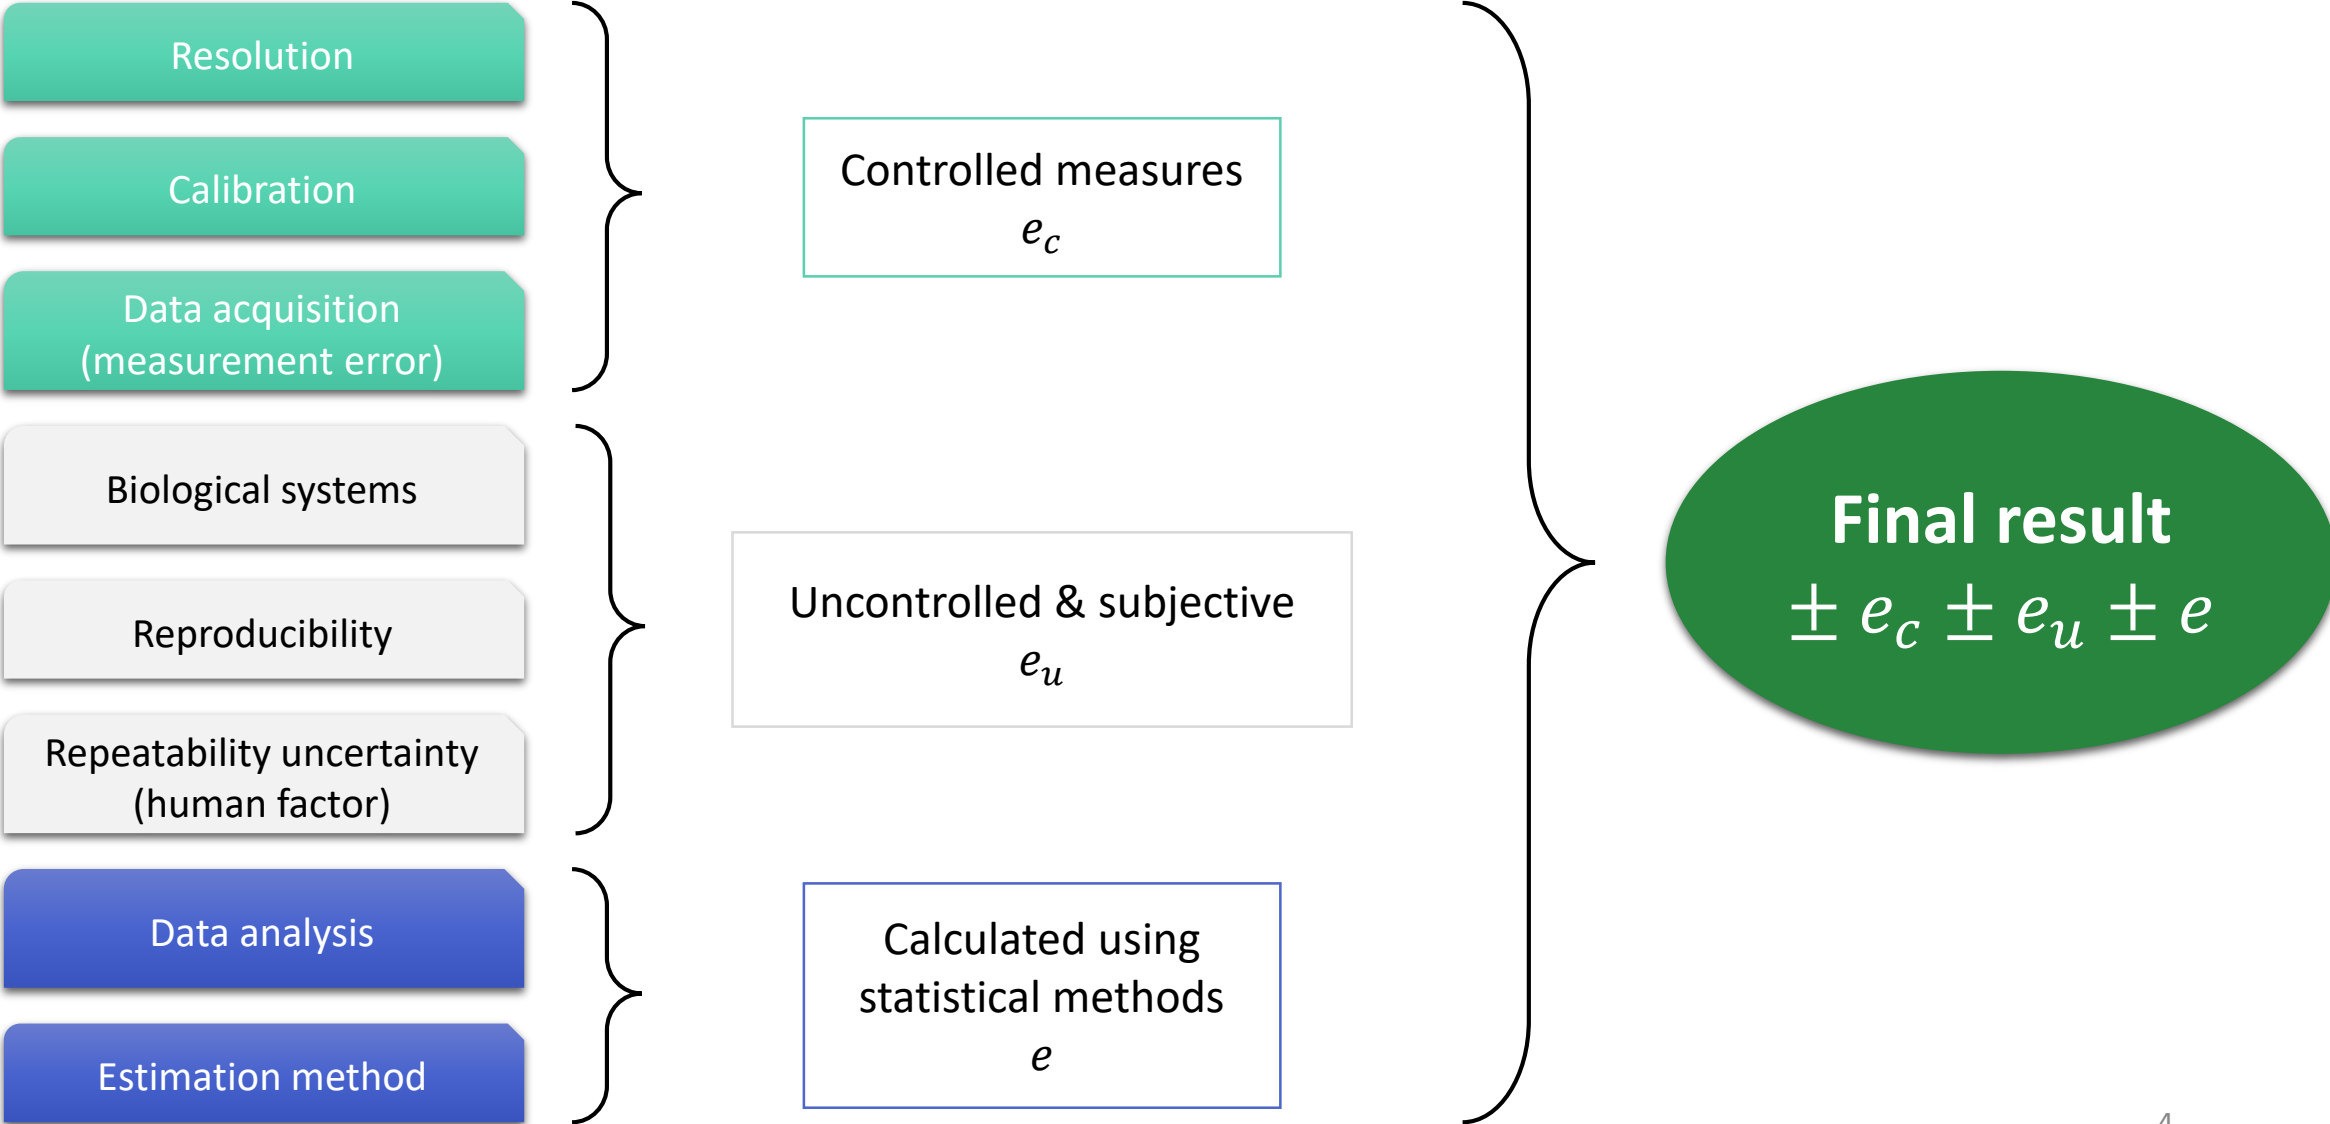 Resolution
Calibration
Data acquisition
(measurement error)
Biological systems
Reproducibility
Repeatability uncertainty
(human factor)
Data analysis
Estimation method
Controlled measures
e_c
Uncontrolled & subjective
e_u
Calculated using
statistical methods
e
Final result
± e_c ± e_u ± e
4